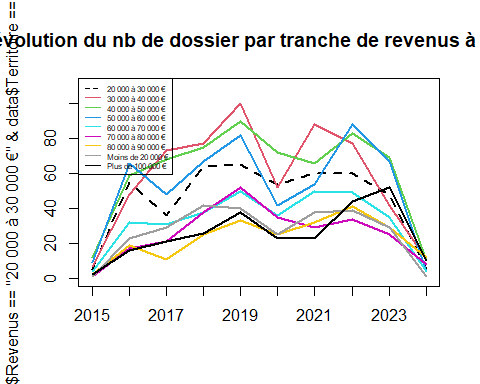 évolution du nb de dossier par tranche de revenus à
$Revenus == "20 000 à 30 000 €" & data$Territoire ==
20 000 à 30 000 €
30 000 à 40 000 €
40 000 à 50 000 €
50 000 à 60 000 €
60 000 à 70 000 €
70 000 à 80 000 €
80 000 à 90 000 €
Moins de 20 000 €
Plus de 100 000 €
80
60
40
20
0
2015
2017
2019
2021
2023